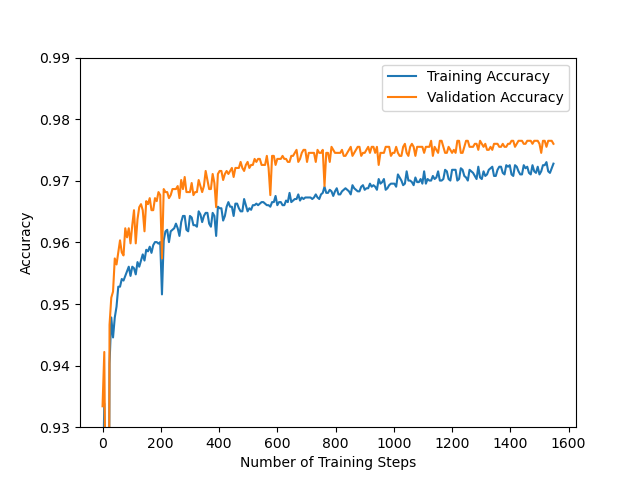 0.99
0.98
0.97
0.96
0.95
0.94
0.93
Accuracy
Training Accuracy
Validation Accuracy
0 200 400 600 800 1000 1200 1400 1600
Number of Training Steps